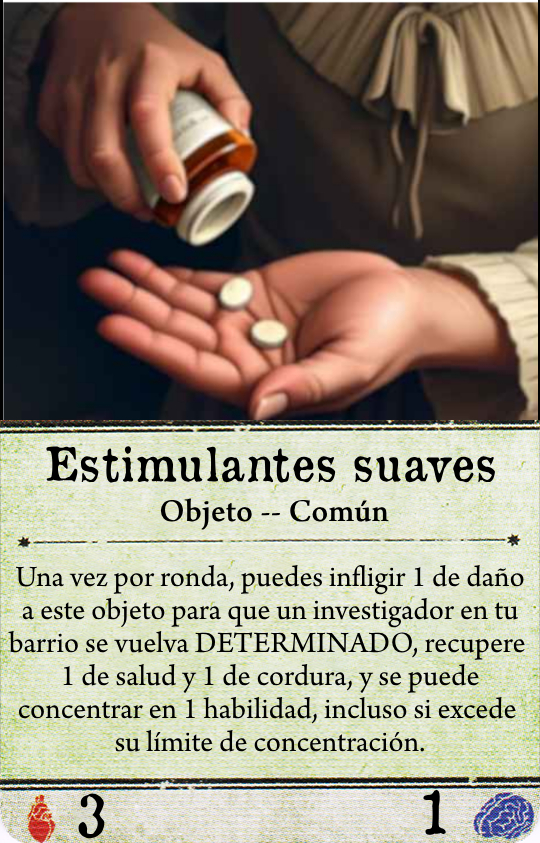 Estimulantes suaves
Objeto -- Común
Una vez por ronda, puedes infligir 1 de daño
a este objeto para que un investigador en tu
barrio se vuelva DETERMINADO, recupere
1 de salud y 1 de cordura, y se puede
concentrar en 1 habilidad, incluso si excede
su límite de concentración.
3 1